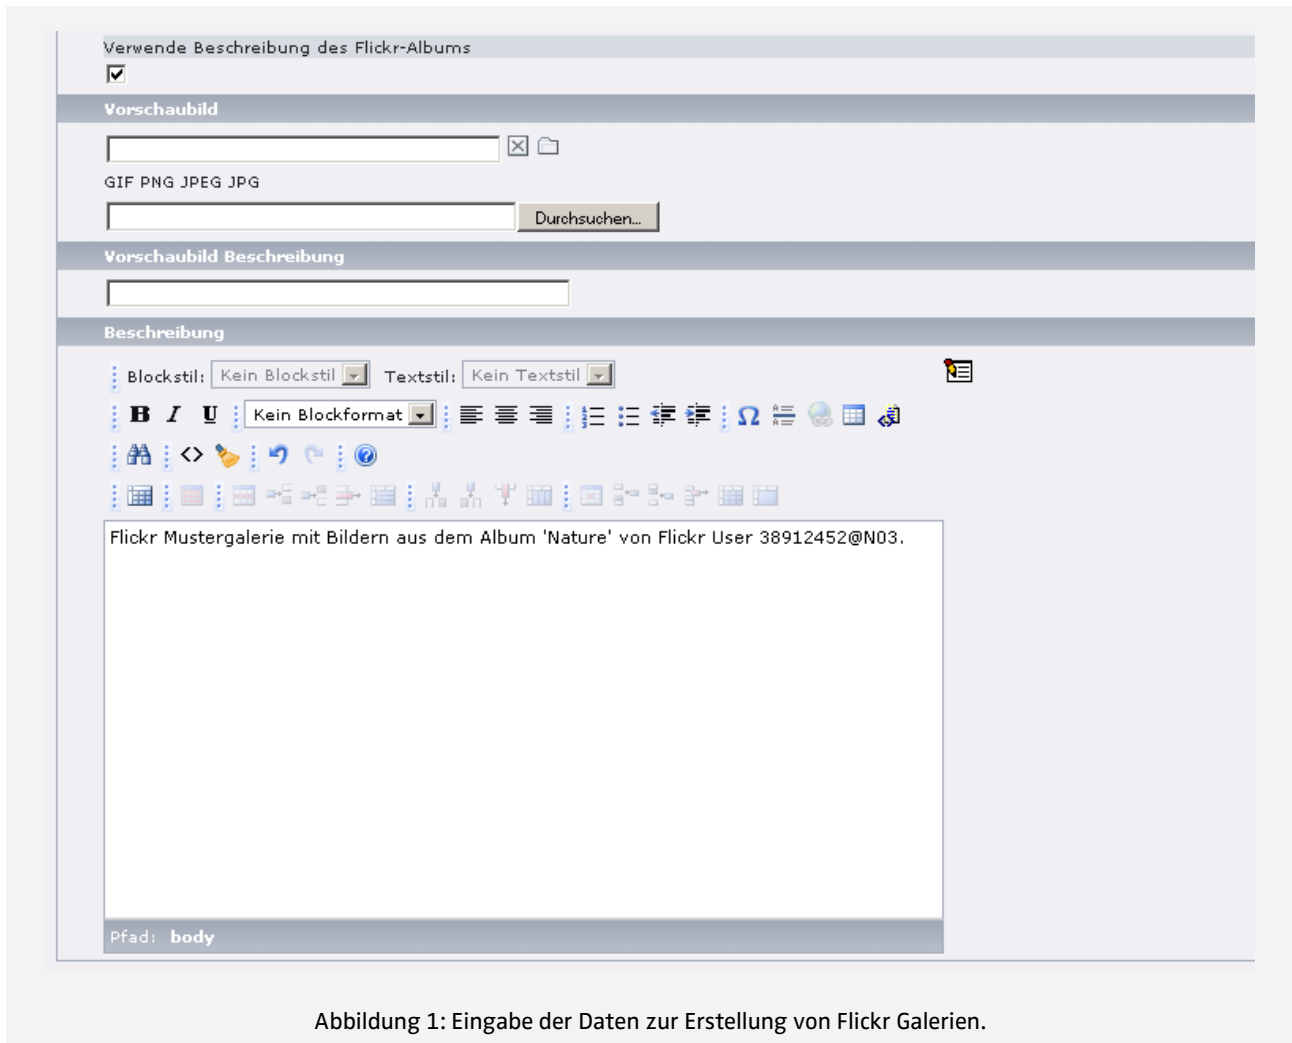 Verwende Beschreibung des Flickr-Albums
Vorschaubild
GIF PNG JPEG JPG
Durchsuchen...
Vorschaubild Beschreibung
Beschreibung
Blockstil: Kein Blockstil Textstil: Kein Textstil
B I U Kein Blockformat Ω
Flickr Mustergalerie mit Bildern aus dem Album 'Nature' von Flickr User 38912452@N03.
Pfad: body
Abbildung 1: Eingabe der Daten zur Erstellung von Flickr Galerien.